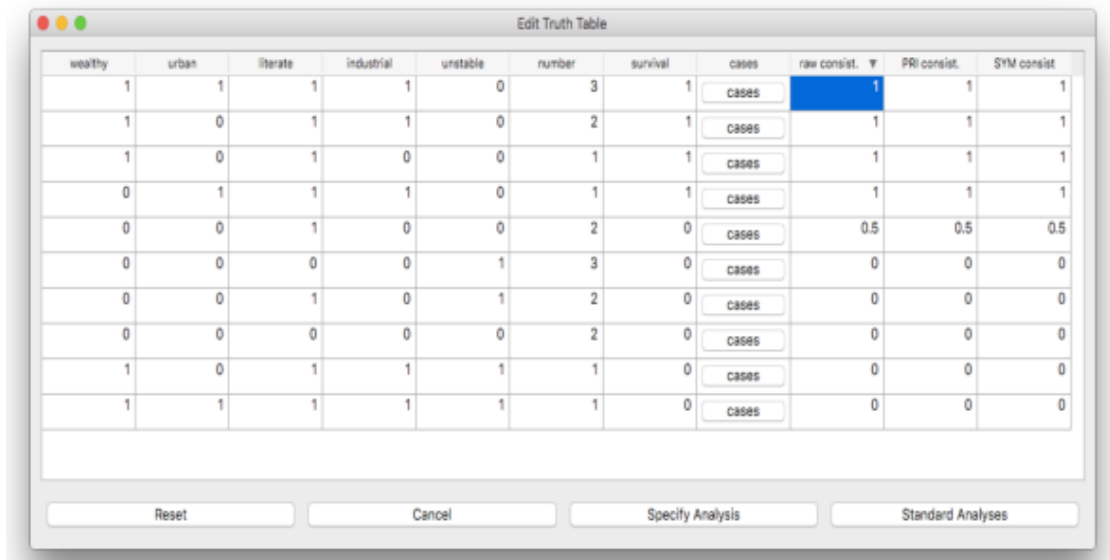 Edit Truth Table
wealthy urban literate industrial unstable number survival cases raw consist. ▼ PRI consist. SYM consist
1 1 1 1 0 3 1 cases 1 1 1
1 0 1 1 0 2 1 cases 1 1 1
1 0 1 0 0 1 1 cases 1 1 1
0 1 1 1 0 1 1 cases 1 1 1
0 0 1 0 0 2 0 cases 0.5 0.5 0.5
0 0 0 0 1 3 0 cases 0 0 0
0 0 1 0 1 2 0 cases 0 0 0
0 0 0 0 0 2 0 cases 0 0 0
1 0 1 1 1 1 0 cases 0 0 0
1 1 1 1 1 1 0 cases 0 0 0
Reset Cancel Specify Analysis Standard Analyses